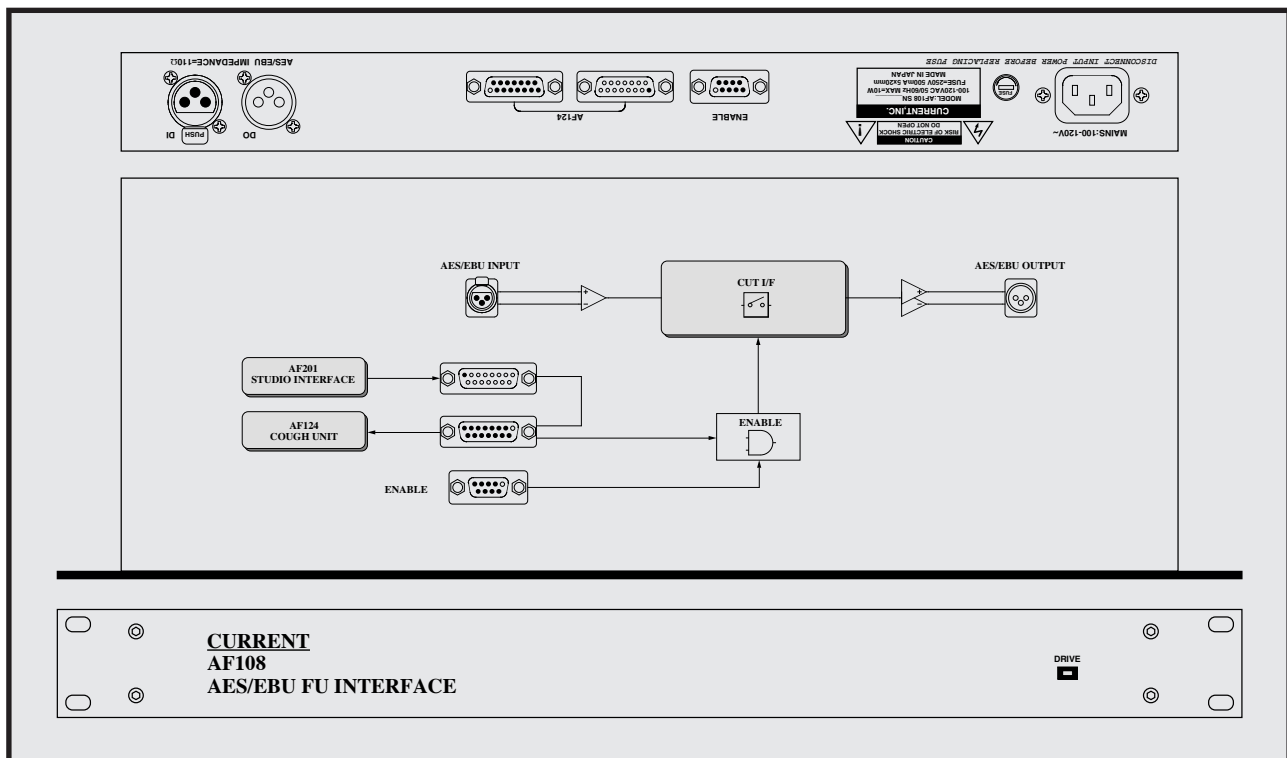 AES/EBU IMPEDANCE=110Ω
DI
PUSH
DO
AF124
ENABLE
DISCONNECT INPUT POWER BEFORE REPLACING FUSE
CURRENT,INC.
MODEL:AF108 SN
100-120VAC 50/60Hz MAX=10W
FUSE=250V 500mA 5x20mm
MADE IN JAPAN
CAUTION
RISK OF ELECTRIC SHOCK
DO NOT OPEN
!
FUSE
MAINS:100-120V~
AES/EBU INPUT
+
−
CUT I/F
AES/EBU OUTPUT
+
−
AF201
STUDIO INTERFACE
AF124
COUGH UNIT
ENABLE
ENABLE
CURRENT
AF108
AES/EBU FU INTERFACE
DRIVE